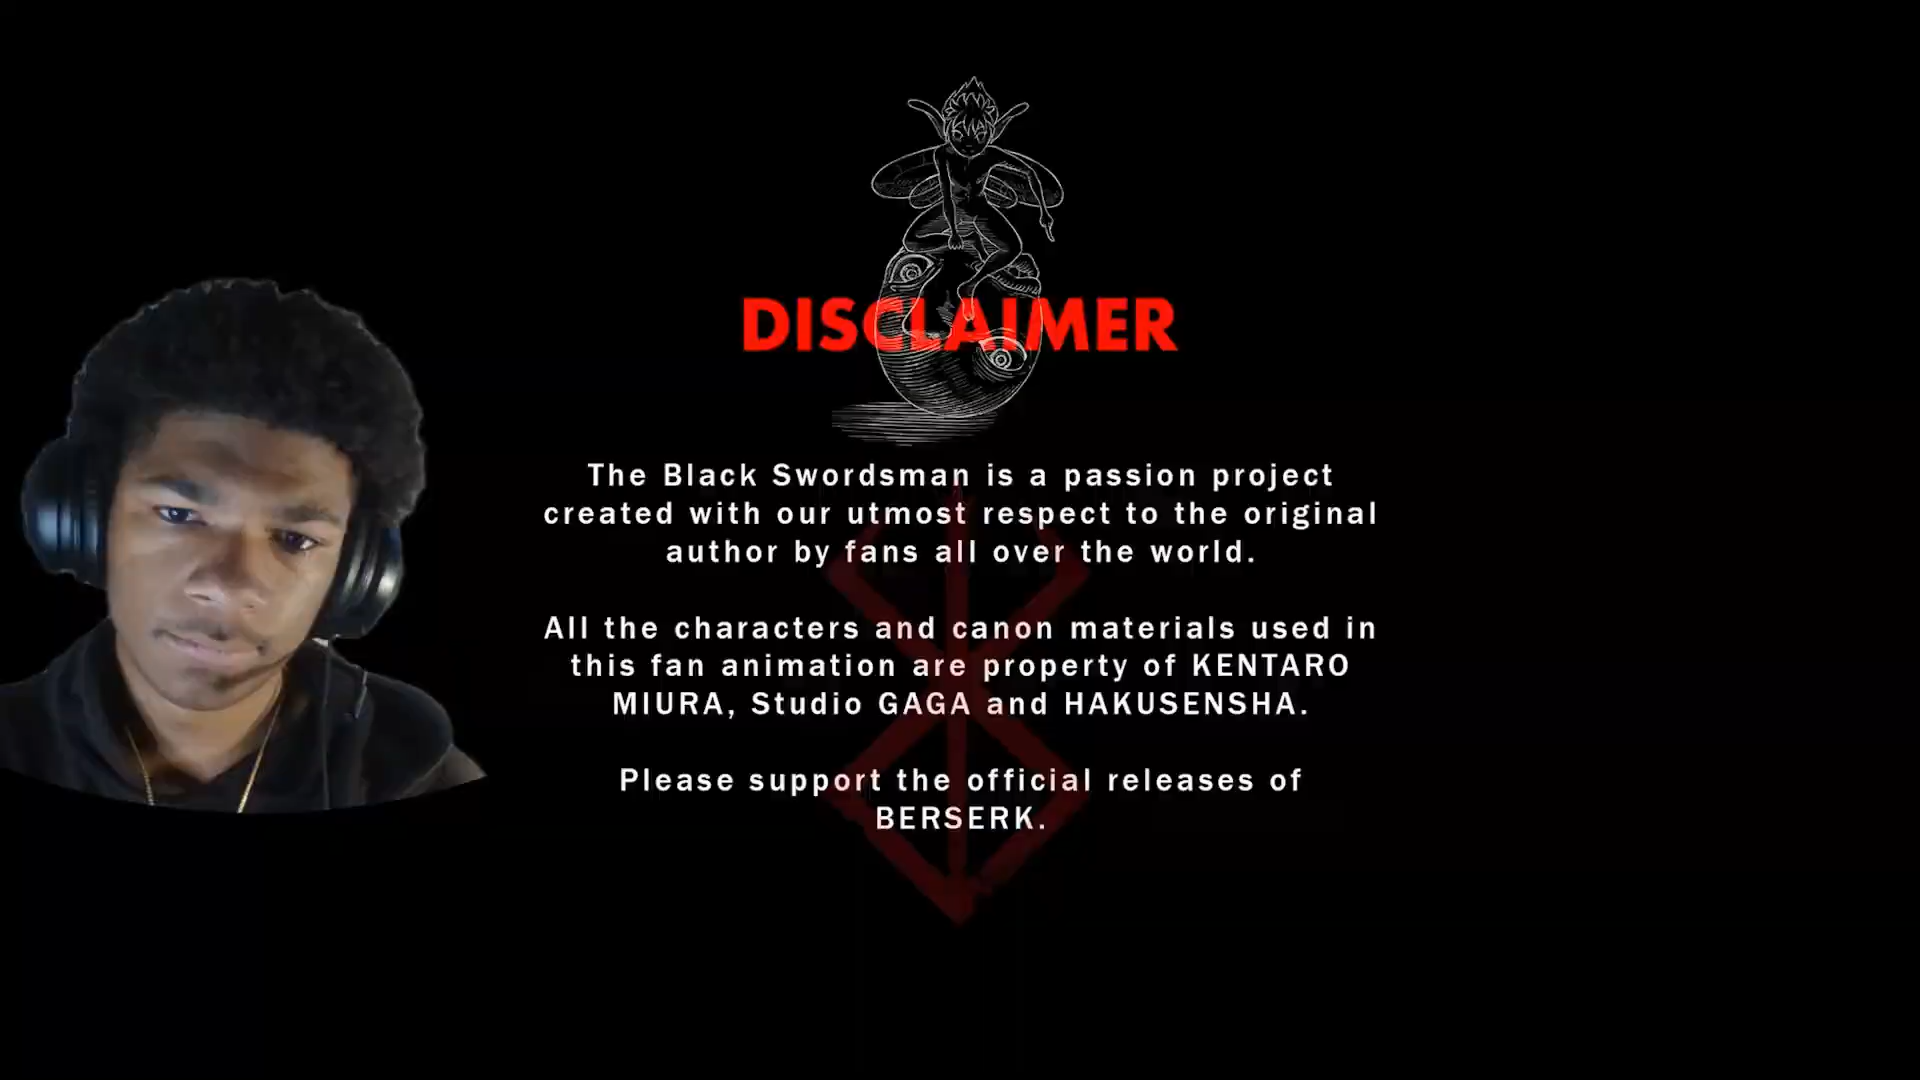 DISCLAIMER
The Black Swordsman is a passion project
created with our utmost respect to the original
author by fans all over the world.
All the characters and canon materials used in
this fan animation are property of KENTARO
MIURA, Studio GAGA and HAKUSENSHA.
Please support the official releases of
BERSERK.